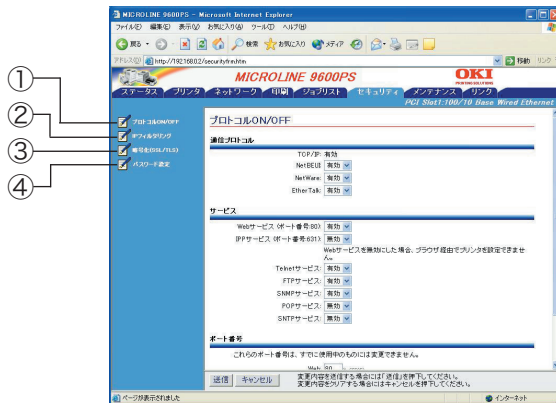 MICROLINE 9600PS - Microsoft Internet Explorer
ファイル(F) 編集(E) 表示(V) お気に入り(A) ツール(T) ヘルプ(H)
戻る 検索 お気に入り メディア
アドレス(D) http://192.168.0.2/securityfrm.htm 移動 リンク
MICROLINE 9600PS OKI
PRINTING SOLUTIONS
ステータス プリンタ ネットワーク 印刷 ジョブリスト セキュリティ メンテナンス リンク
PCI Slot1:100/10 Base Wired Ethernet
① プロトコルON/OFF
② IPフィルタリング
③ 暗号化(SSL/TLS)
④ パスワード設定
プロトコルON/OFF
通信プロトコル
TCP/IP: 有効
NetBEUI: 有効
NetWare: 有効
EtherTalk: 有効
サービス
Webサービス (ポート番号:80): 有効
IPPサービス (ポート番号:631): 無効
Webサービスを無効にした場合、ブラウザ経由でプリンタを設定できません。
Telnetサービス: 有効
FTPサービス: 有効
SNMPサービス: 有効
POPサービス: 無効
SNTPサービス: 無効
ポート番号
これらのポート番号は、すでに使用中のものには変更できません。
Web: 80
送信 キャンセル 変更内容を送信する場合には「送信」を押下してください。
変更内容をクリアする場合にはキャンセルを押下してください。
ページが表示されました インターネット